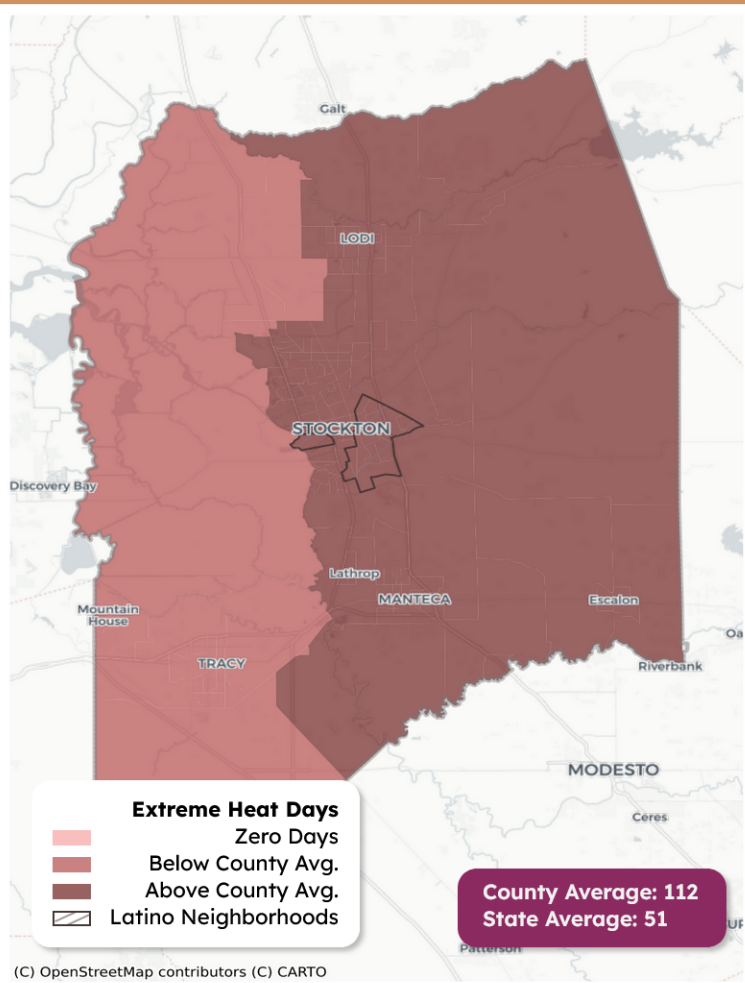 Galt
LODI
STOCKTON
Discovery Bay
Lathrop
MANTECA
Escalon
Mountain
House
TRACY
Oa
Riverbank
MODESTO
Ceres
Extreme Heat Days
Zero Days
Below County Avg.
Above County Avg.
Latino Neighborhoods
County Average: 112
State Average: 51
Patterson
(C) OpenStreetMap contributors (C) CARTO